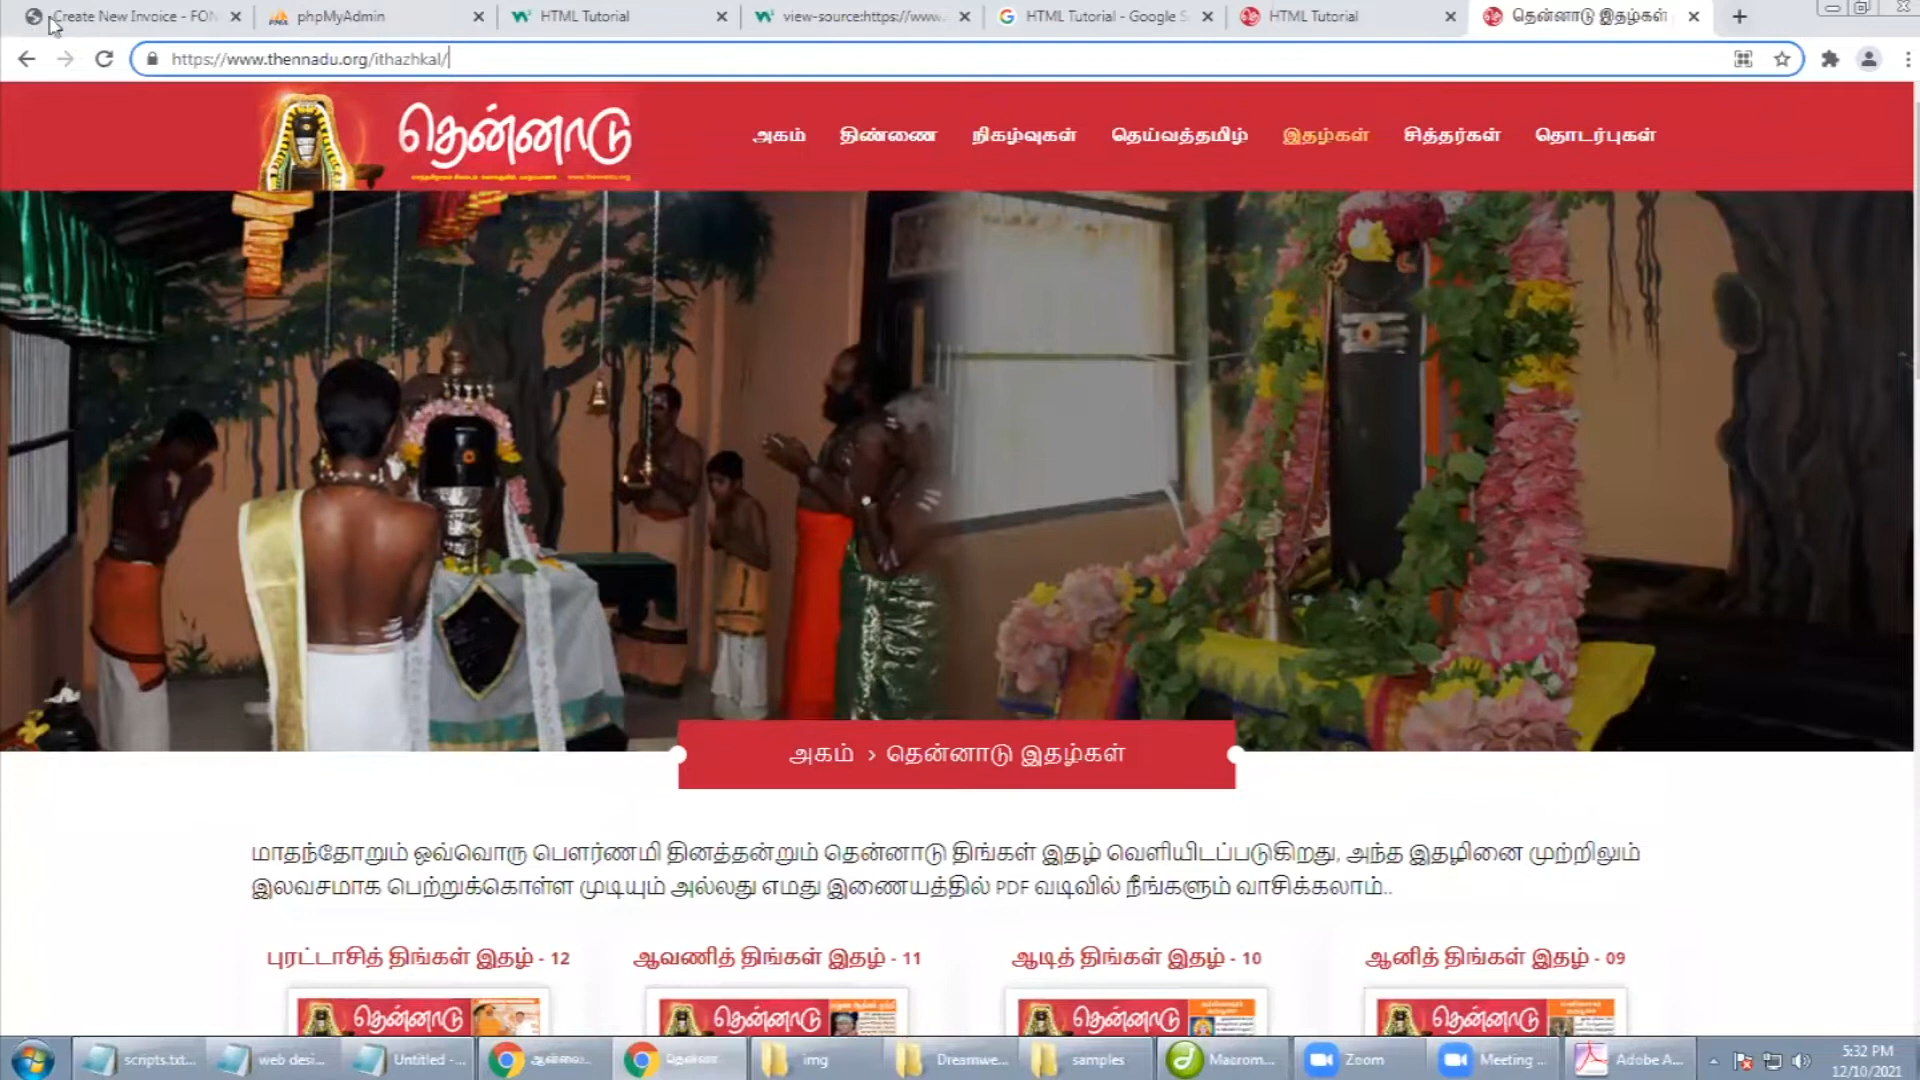 Create New Invoice - FON
phpMyAdmin
HTML Tutorial
view-source:https://www.
HTML Tutorial - Google S
HTML Tutorial
தென்னாடு இதழ்கள்
https://www.thennadu.org/ithazhkal/
தென்னாடு
www.thennadu.org
அகம் திண்ணை நிகழ்வுகள் தெய்வத்தமிழ் இதழ்கள் சித்தர்கள் தொடர்புகள்
அகம் › தென்னாடு இதழ்கள்
மாதந்தோறும் ஒவ்வொரு பௌர்ணமி தினத்தன்றும் தென்னாடு திங்கள் இதழ் வெளியிடப்படுகிறது, அந்த இதழினை முற்றிலும்
இலவசமாக பெற்றுக்கொள்ள முடியும் அல்லது எமது இணையத்தில் PDF வடிவில் நீங்களும் வாசிக்கலாம்..
புரட்டாசித் திங்கள் இதழ் - 12
ஆவணித் திங்கள் இதழ் - 11
ஆடித் திங்கள் இதழ் - 10
ஆனித் திங்கள் இதழ் - 09
தென்னாடு
தென்னாடு
தென்னாடு
தென்னாடு
scripts.txt...
web desi...
Untitled -...
img
Dreamwe...
samples
Macrom...
Zoom
Meeting ...
Adobe A...
5:32 PM
12/10/2021